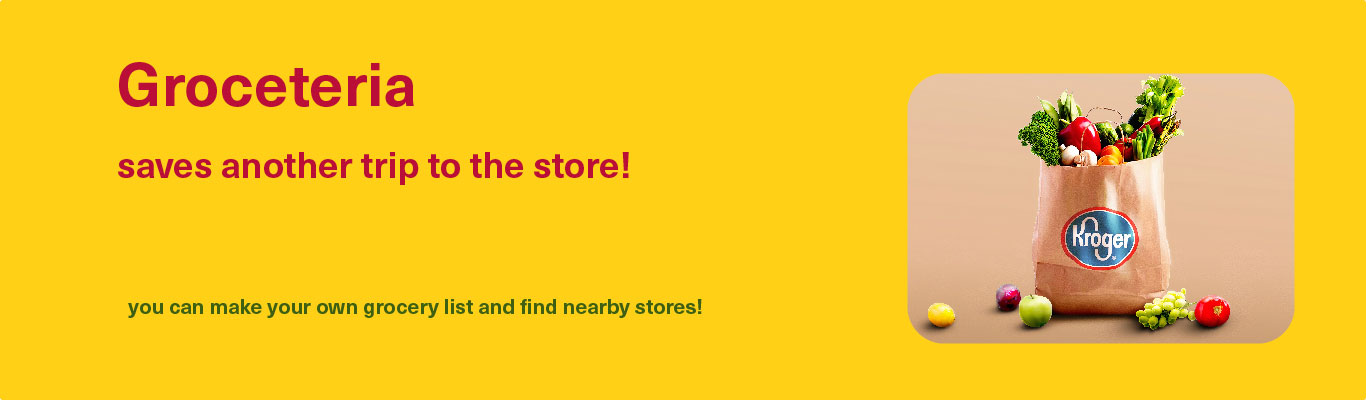 Groceteria
saves another trip to the store!
you can make your own grocery list and find nearby stores!
Kroger